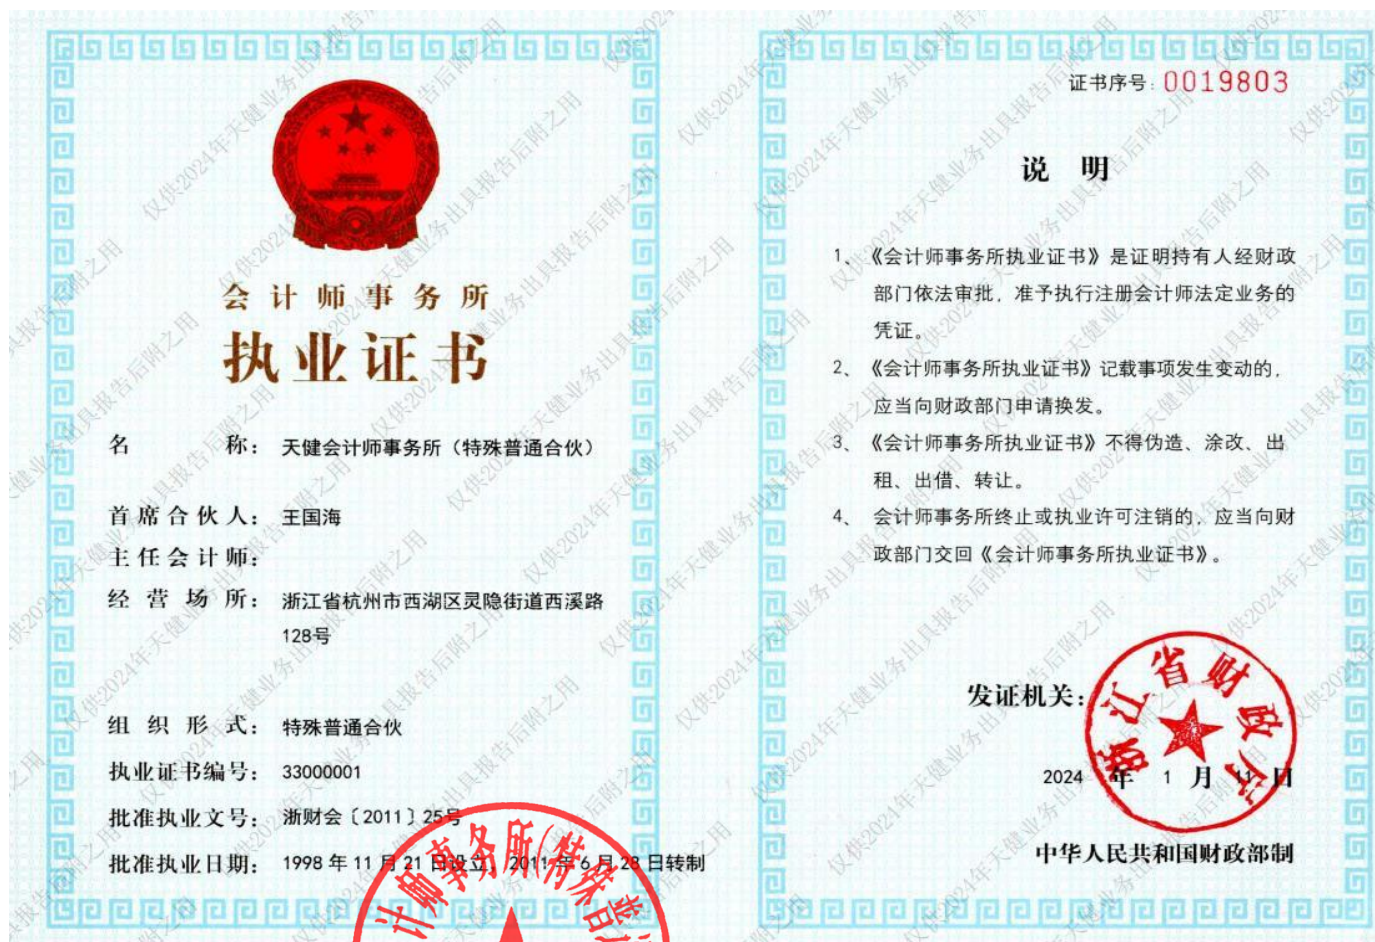 会计师事务所
执业证书
名称: 天健会计师事务所（特殊普通合伙）
首席合伙人: 王国海
主任会计师:
经营场所: 浙江省杭州市西湖区灵隐街道西溪路
128号
组织形式: 特殊普通合伙
执业证书编号: 33000001
批准执业文号: 浙财会〔2011〕25号
批准执业日期: 1998年11月21日设立, 2011年6月28日转制
计师事务所(特殊普通
证书序号: 0019803
说明
1、《会计师事务所执业证书》是证明持有人经财政
部门依法审批，准予执行注册会计师法定业务的
凭证。
2、《会计师事务所执业证书》记载事项发生变动的，
应当向财政部门申请换发。
3、《会计师事务所执业证书》不得伪造、涂改、出
租、出借、转让。
4、会计师事务所终止或执业许可注销的，应当向财
政部门交回《会计师事务所执业证书》。
发证机关:
浙江省财政厅
2024年1月11日
中华人民共和国财政部制
仅供2024年天健业务出具报告后附之用